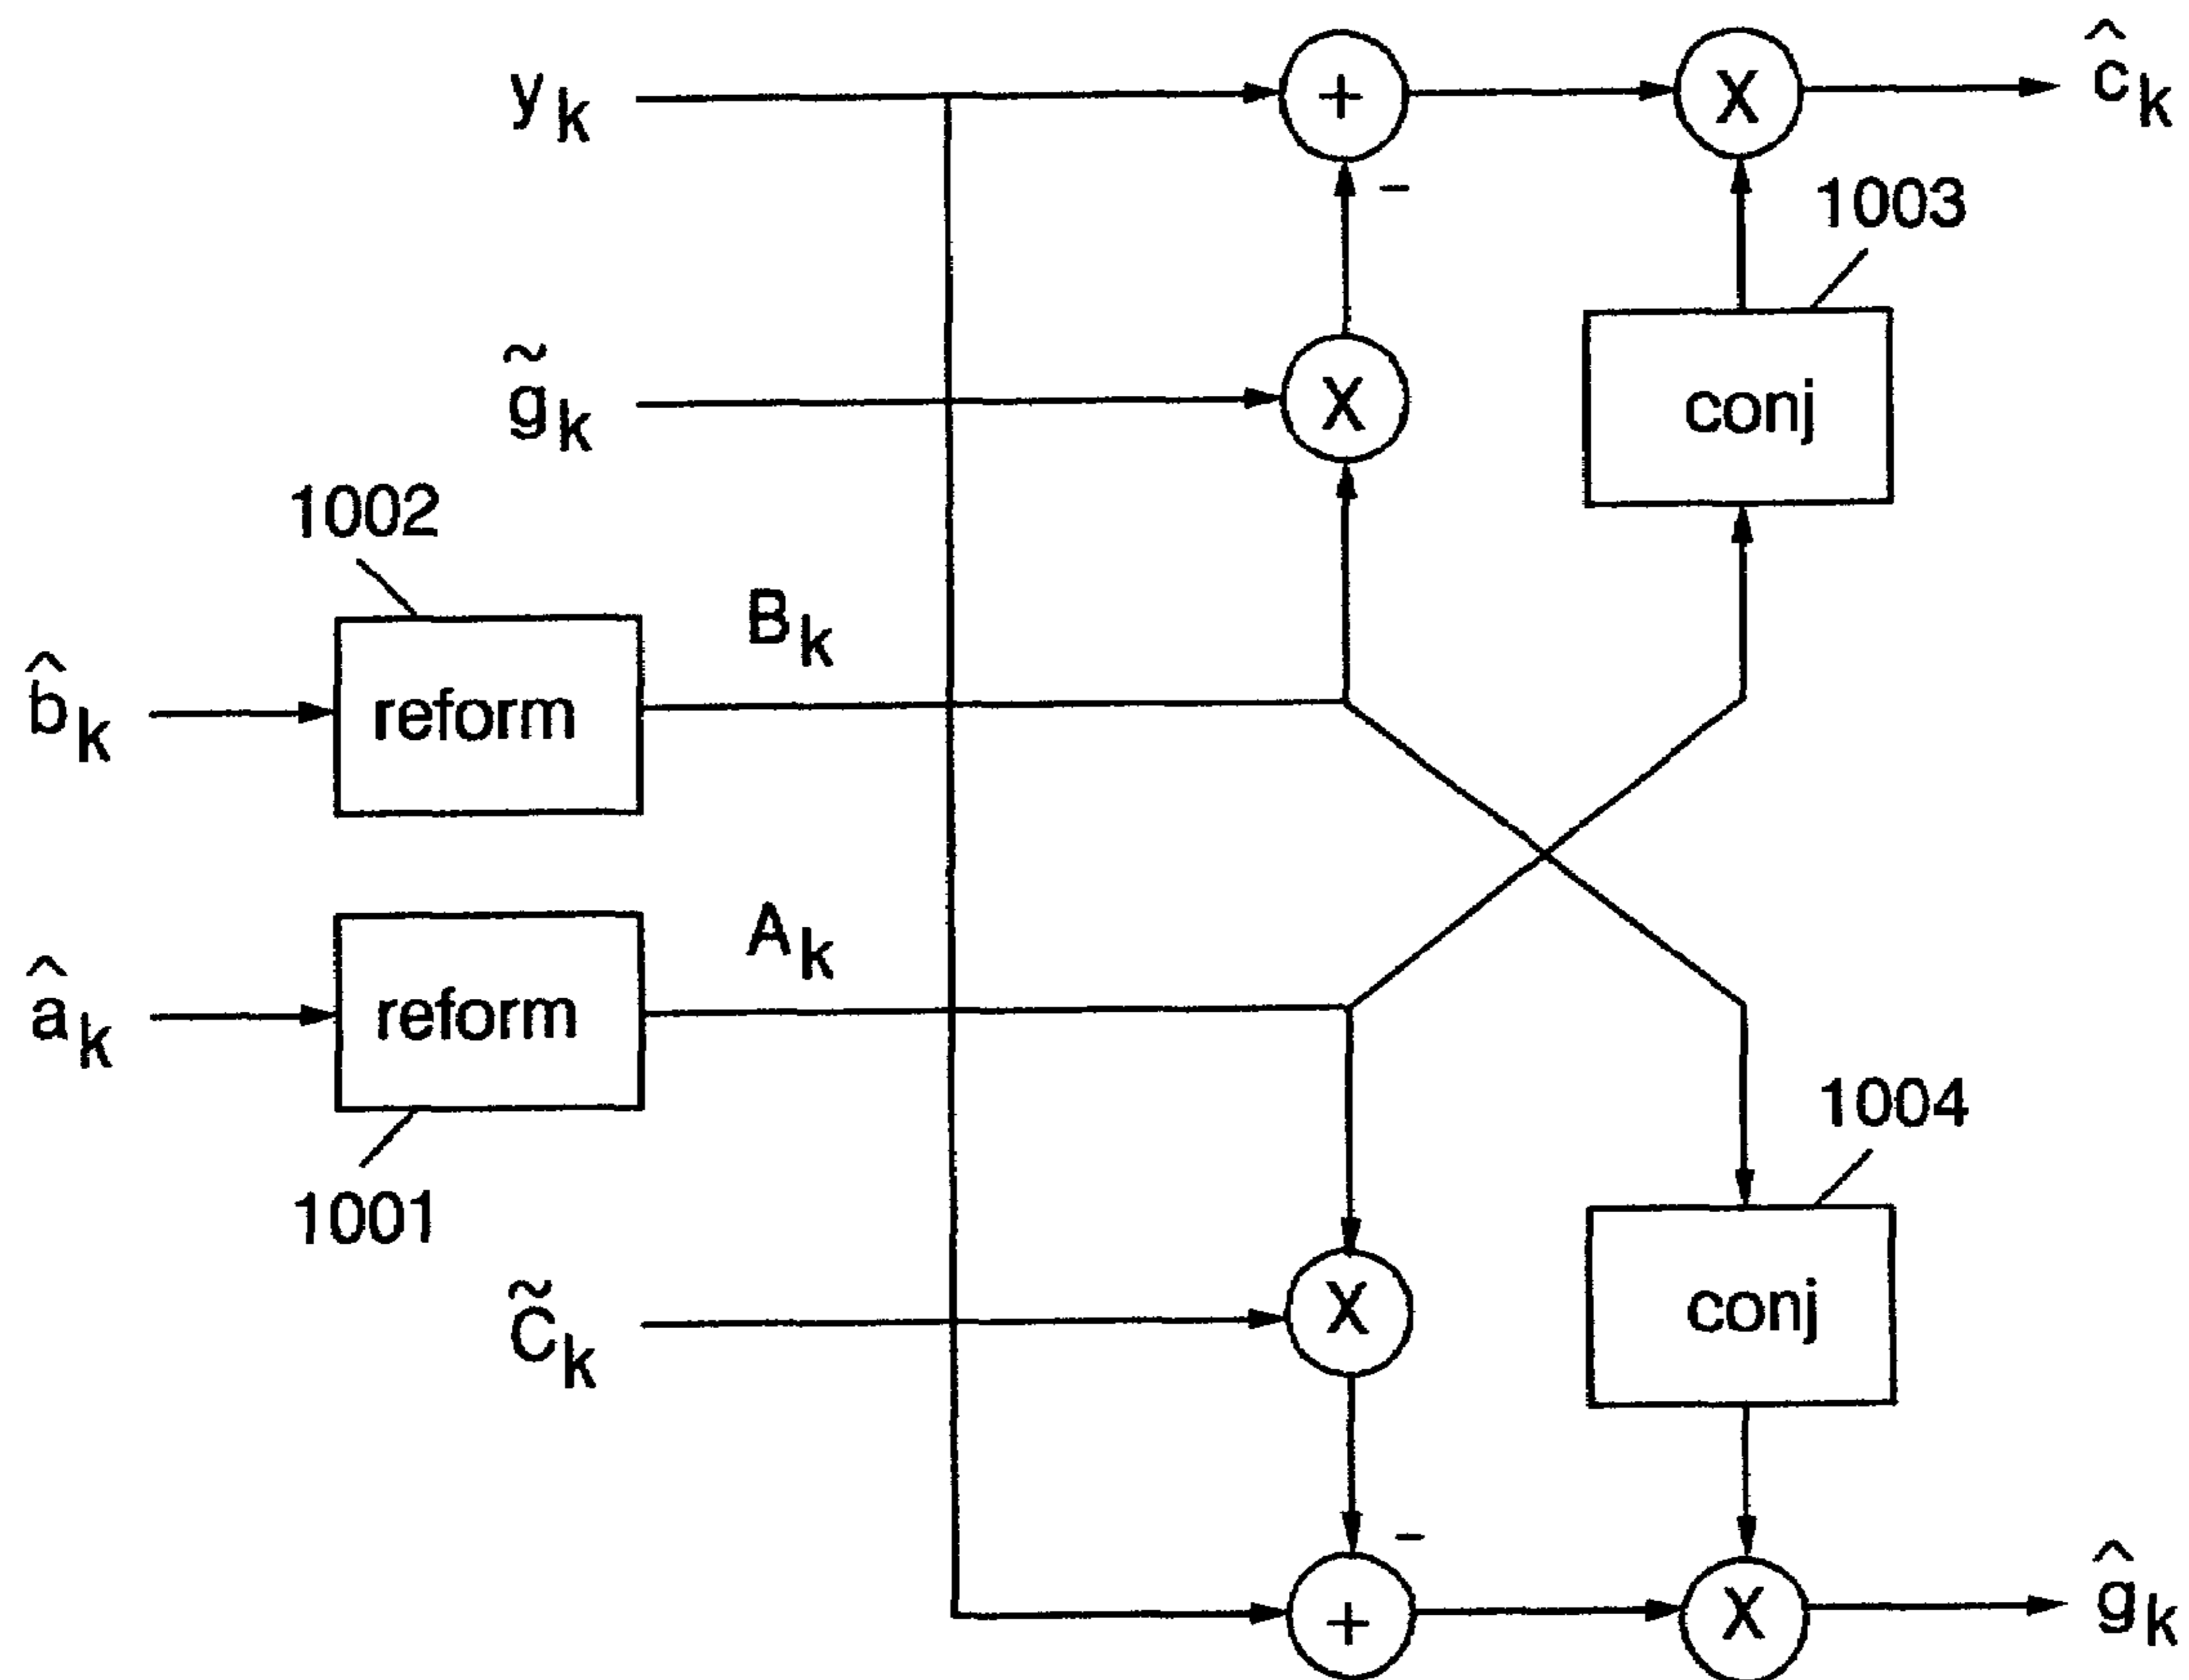 y_k
+
X
ĉ_k
-
1003
g̃_k
X
conj
1002
b̂_k
reform
B_k
â_k
reform
A_k
1001
1004
c̃_k
X
conj
-
+
X
ĝ_k